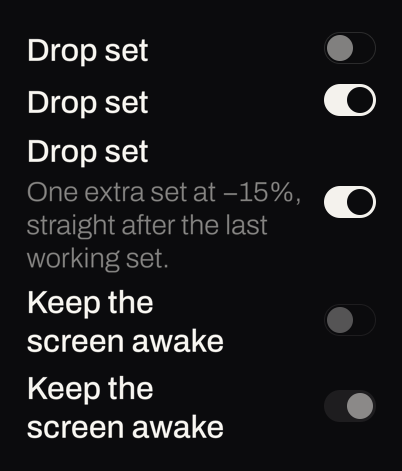 Drop set
Drop set
Drop set
One extra set at −15%,
straight after the last
working set.
Keep the
screen awake
Keep the
screen awake